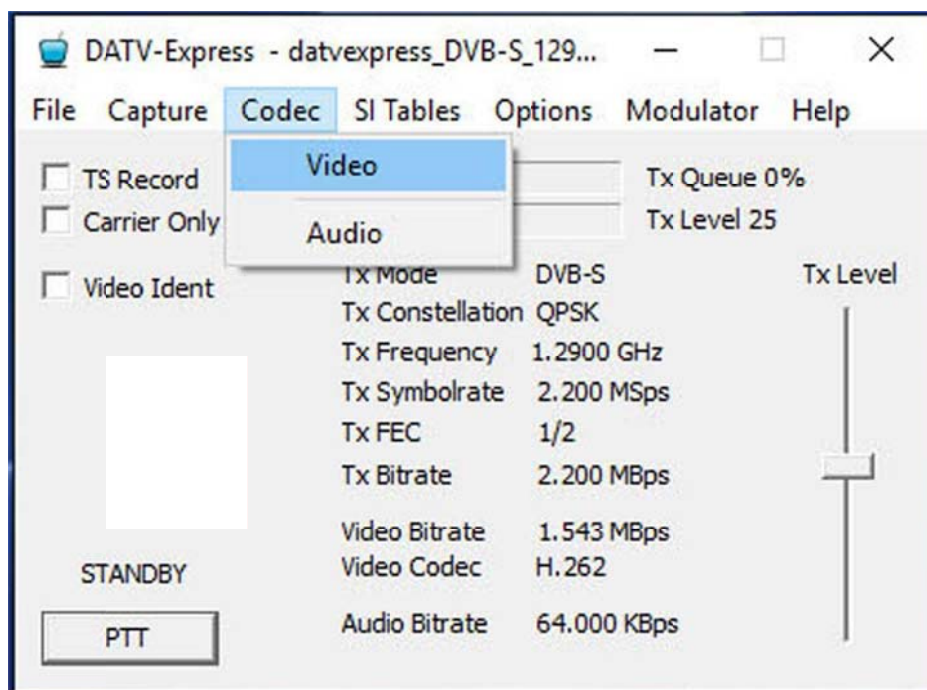 DATV-Express - datvexpress_DVB-S_129...
File Capture Codec SI Tables Options Modulator Help
Video
Audio
TS Record
Carrier Only
Video Ident
Tx Queue 0%
Tx Level 25
Tx Mode DVB-S
Tx Constellation QPSK
Tx Frequency 1.2900 GHz
Tx Symbolrate 2.200 MSps
Tx FEC 1/2
Tx Bitrate 2.200 MBps
Video Bitrate 1.543 MBps
Video Codec H.262
Audio Bitrate 64.000 KBps
Tx Level
STANDBY
PTT